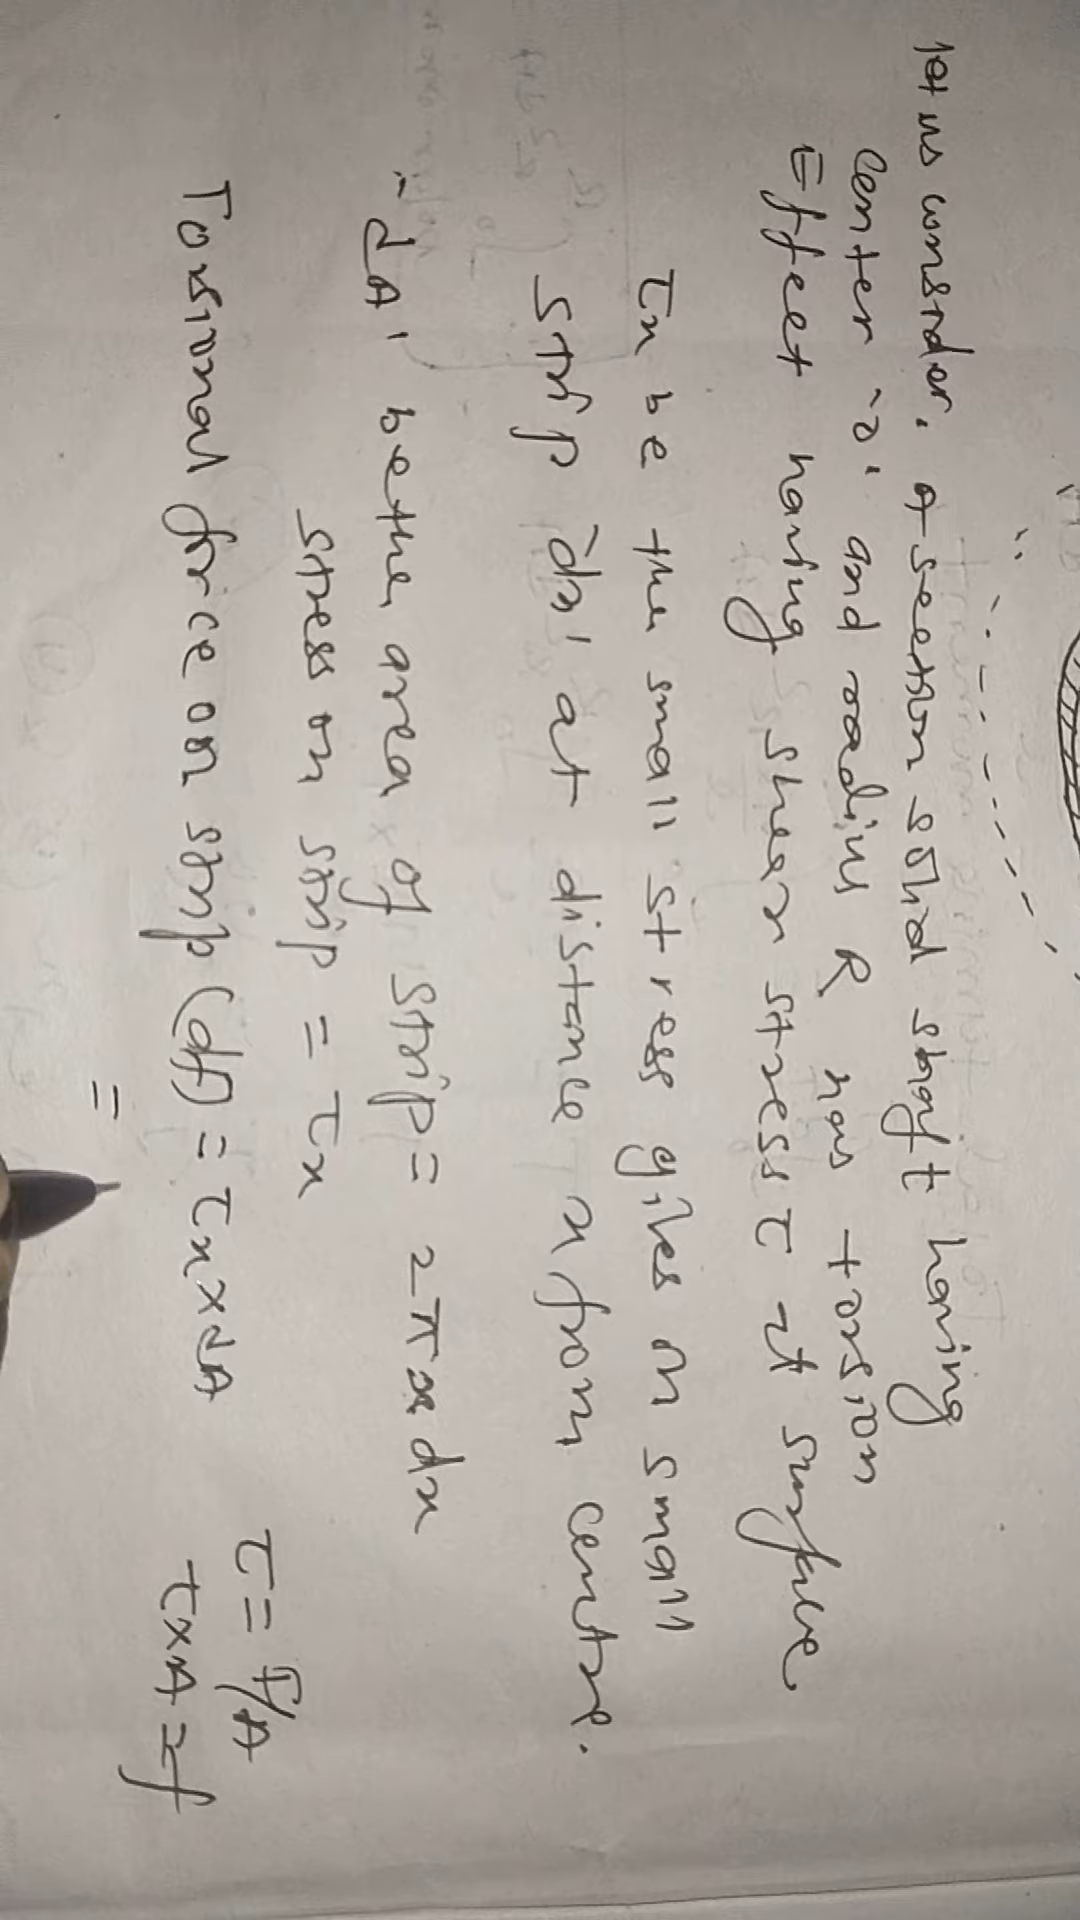 let us consider. A section solid shaft having
center 'o' and radius R has torsion
Effect having shear stress τ at surface
τx be the small stress gives in small
strip 'dx' at distance x from centre.
'dA' be the area of strip = 2πx dx
stress on strip = τx
Torsional force on strip (df) = τx × dA
=
τ = F/A
τ×A = f